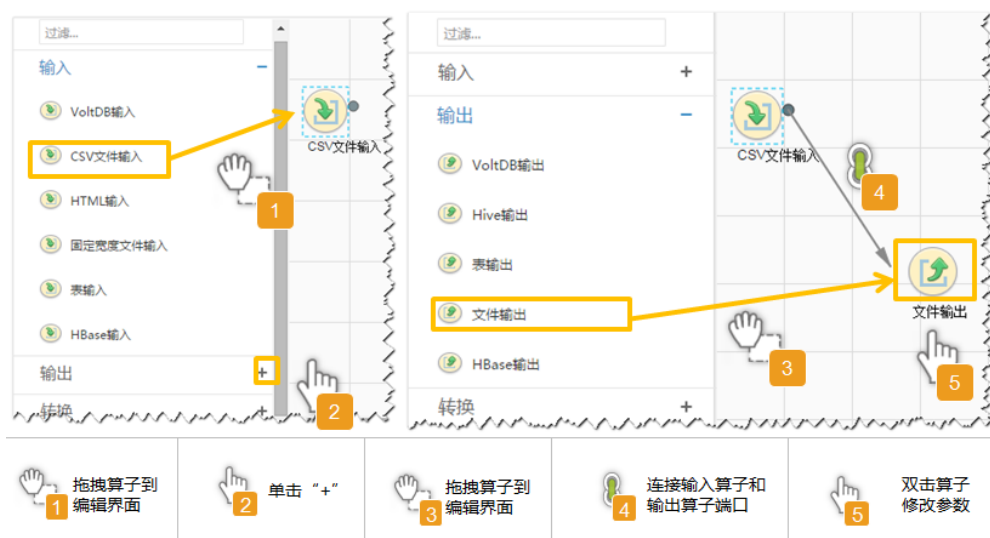 过滤...
输入
−
VoltDB输入
CSV文件输入
HTML输入
固定宽度文件输入
表输入
HBase输入
输出
+
转换
+
CSV文件输入
1
2
过滤...
输入
+
输出
−
VoltDB输出
Hive输出
表输出
文件输出
HBase输出
转换
+
CSV文件输入
4
文件输出
3
5
1
拖拽算子到
编辑界面
2
单击“+”
3
拖拽算子到
编辑界面
4
连接输入算子和
输出算子端口
5
双击算子
修改参数